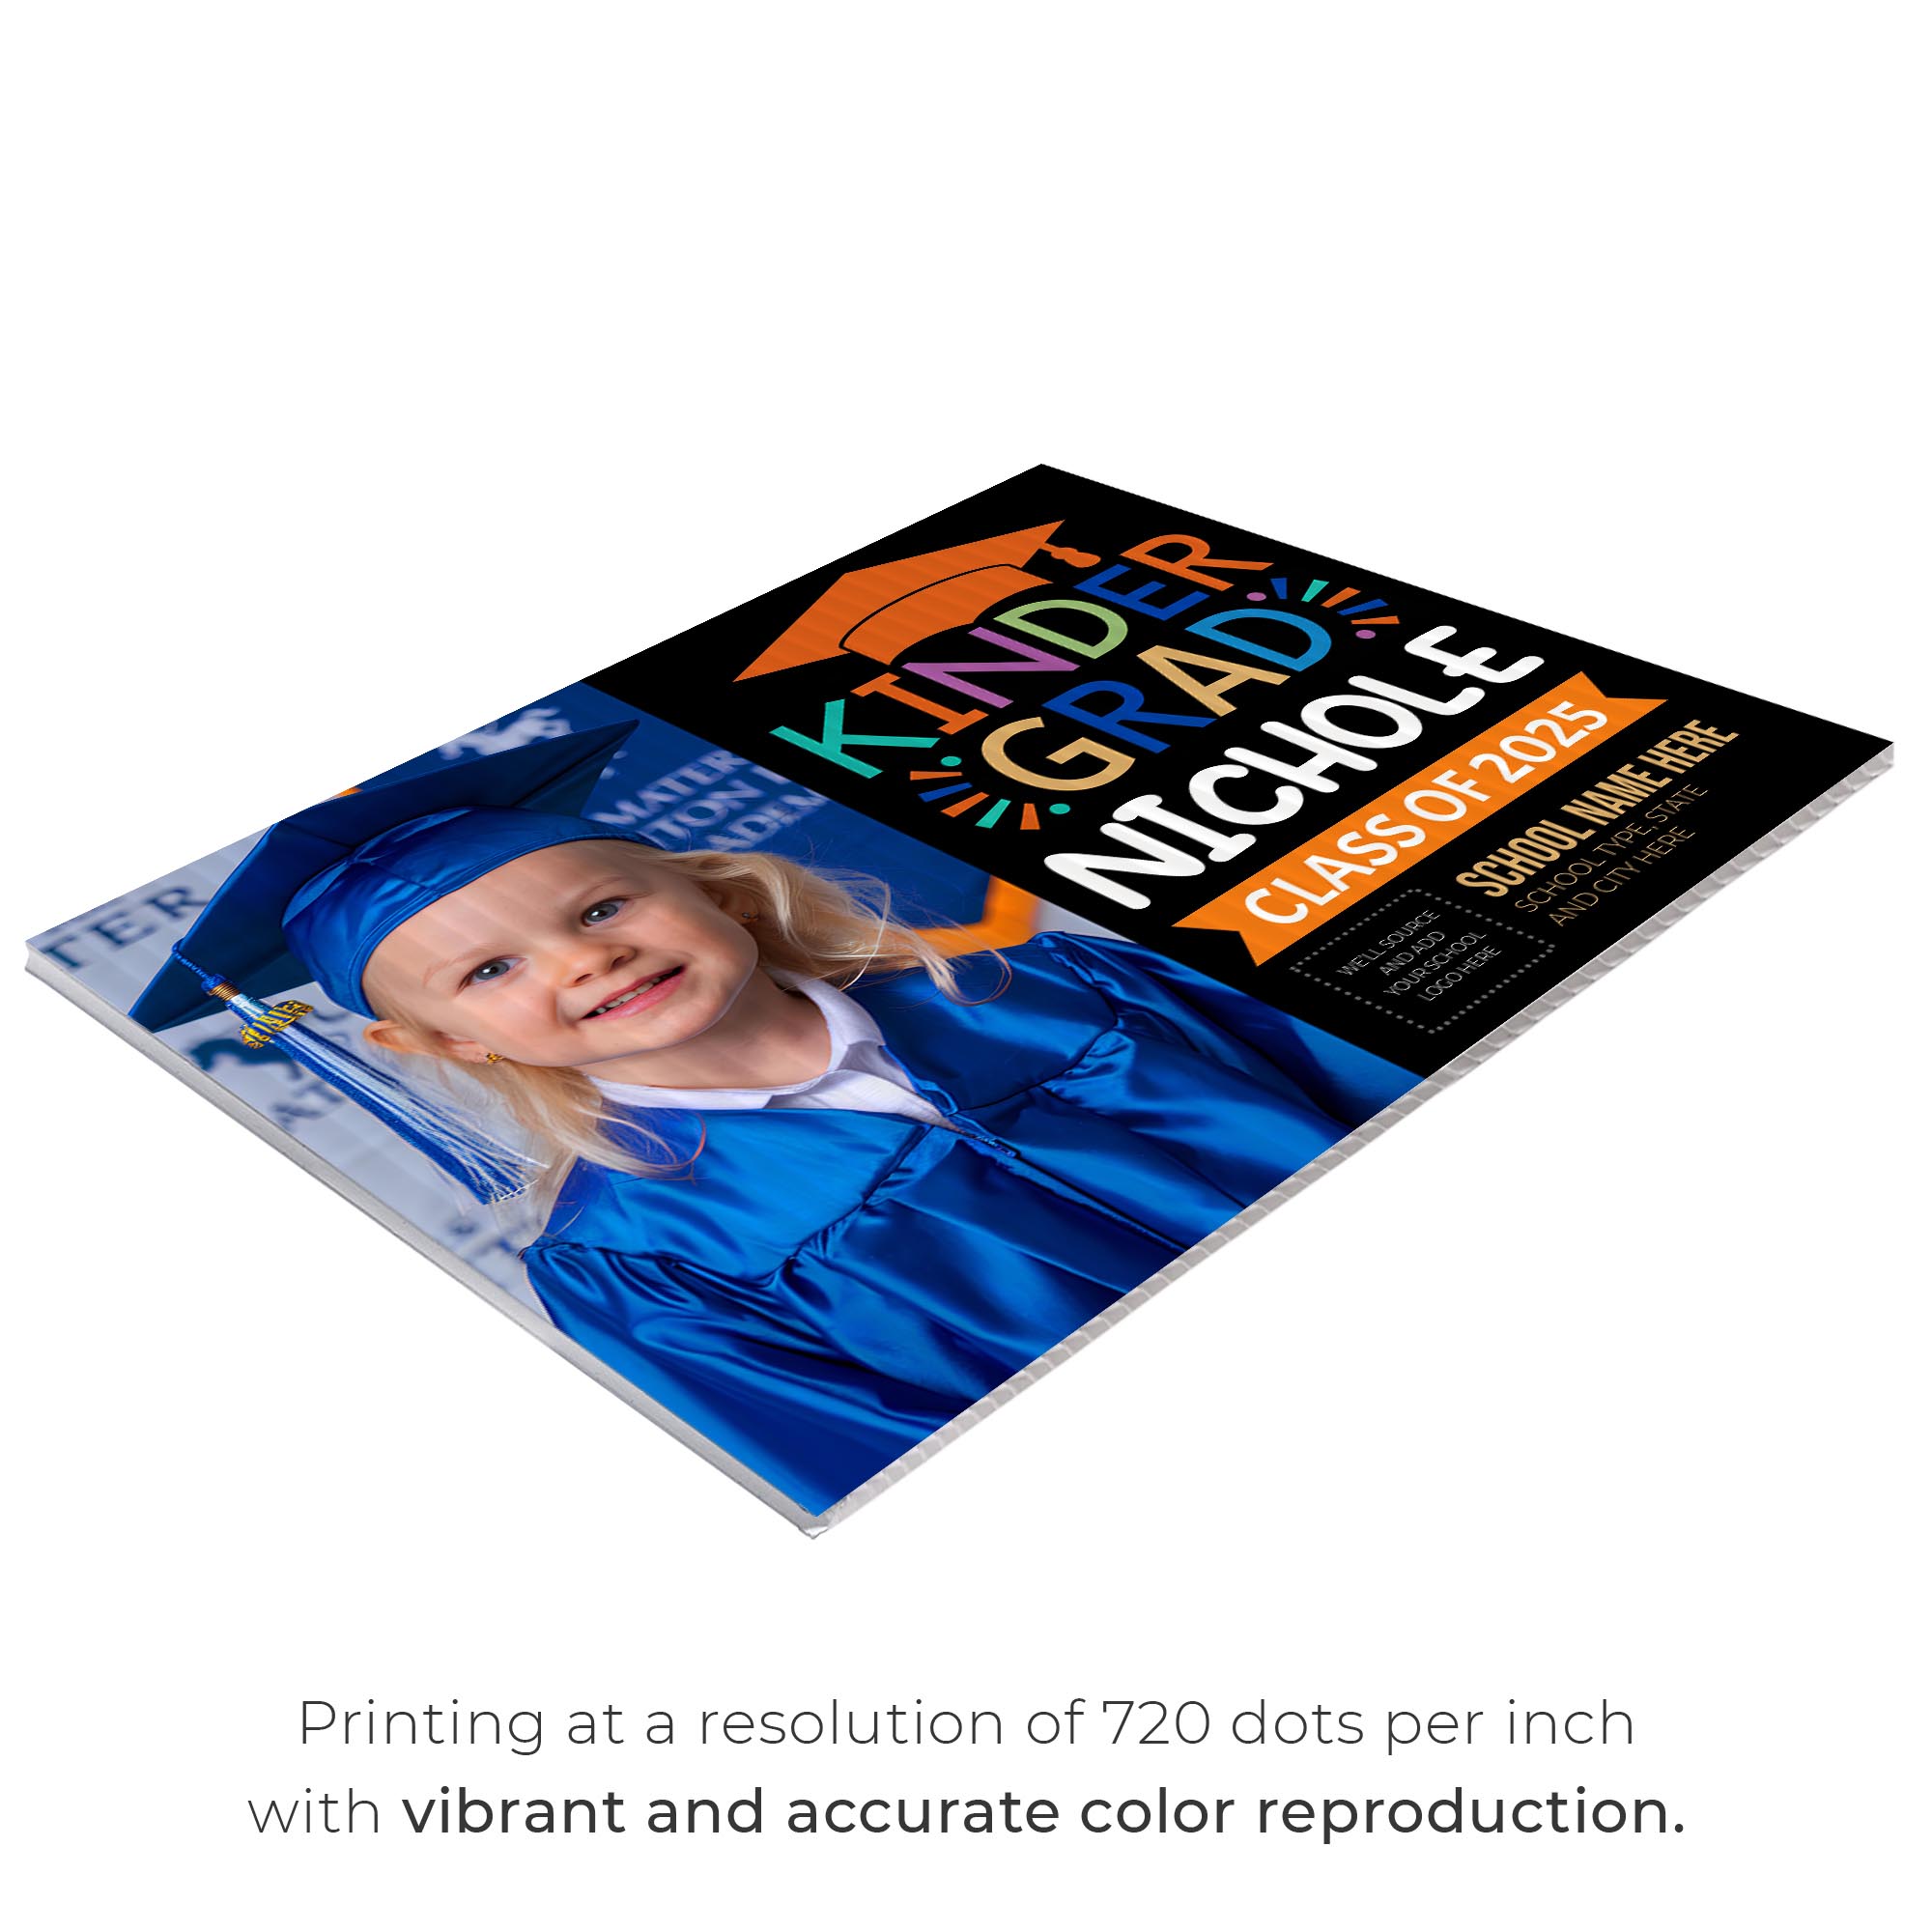 KINDER
GRAD
NICHOLE
CLASS OF 2025
SCHOOL NAME HERE
SCHOOL TYPE, STATE
AND CITY HERE
WE'LL SOURCE
AND ADD
YOUR SCHOOL
LOGO HERE
TER
MATER
Printing at a resolution of 720 dots per inch
with vibrant and accurate color reproduction.